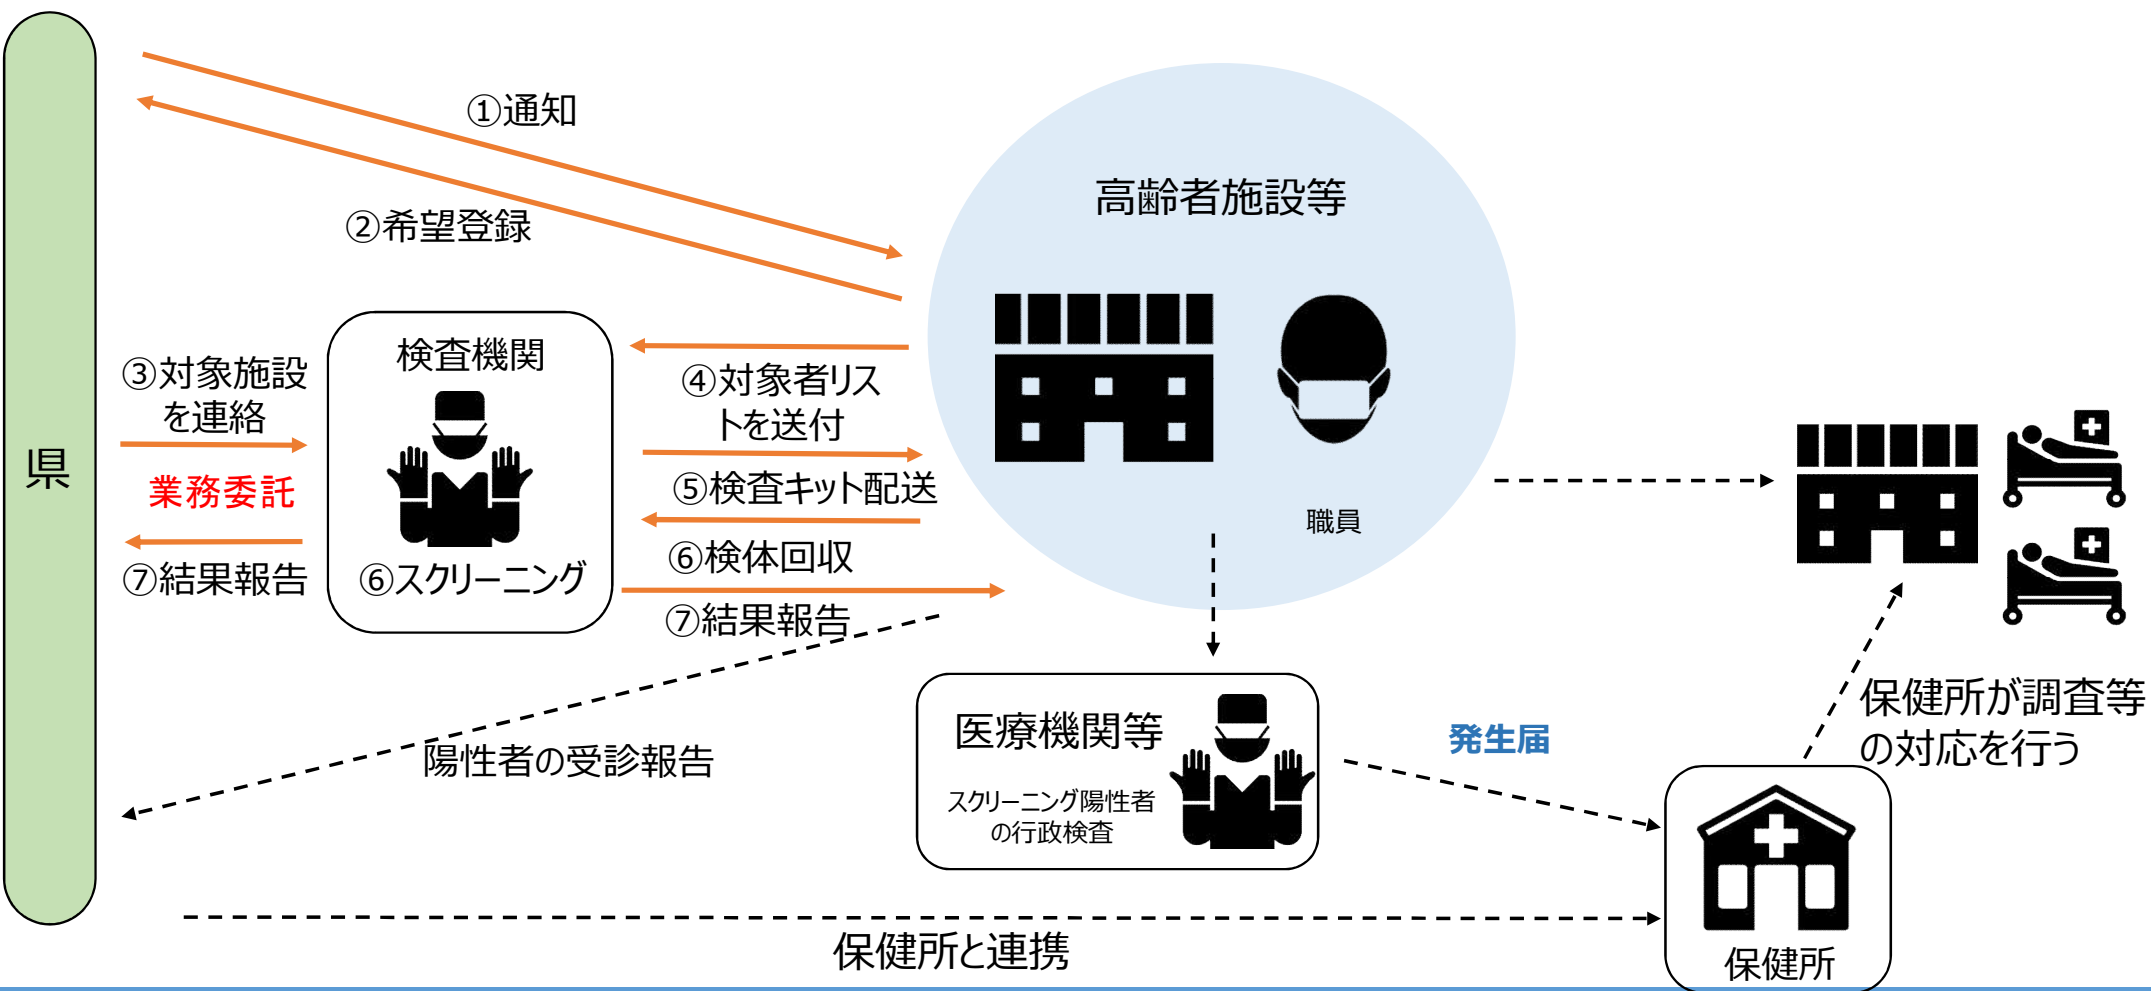 ①通知
②希望登録
高齢者施設等
職員
県
③対象施設
を連絡
業務委託
⑦結果報告
検査機関
⑥スクリーニング
④対象者リス
トを送付
⑤検査キット配送
⑥検体回収
⑦結果報告
陽性者の受診報告
医療機関等
スクリーニング陽性者
の行政検査
発生届
保健所が調査等
の対応を行う
保健所と連携
保健所